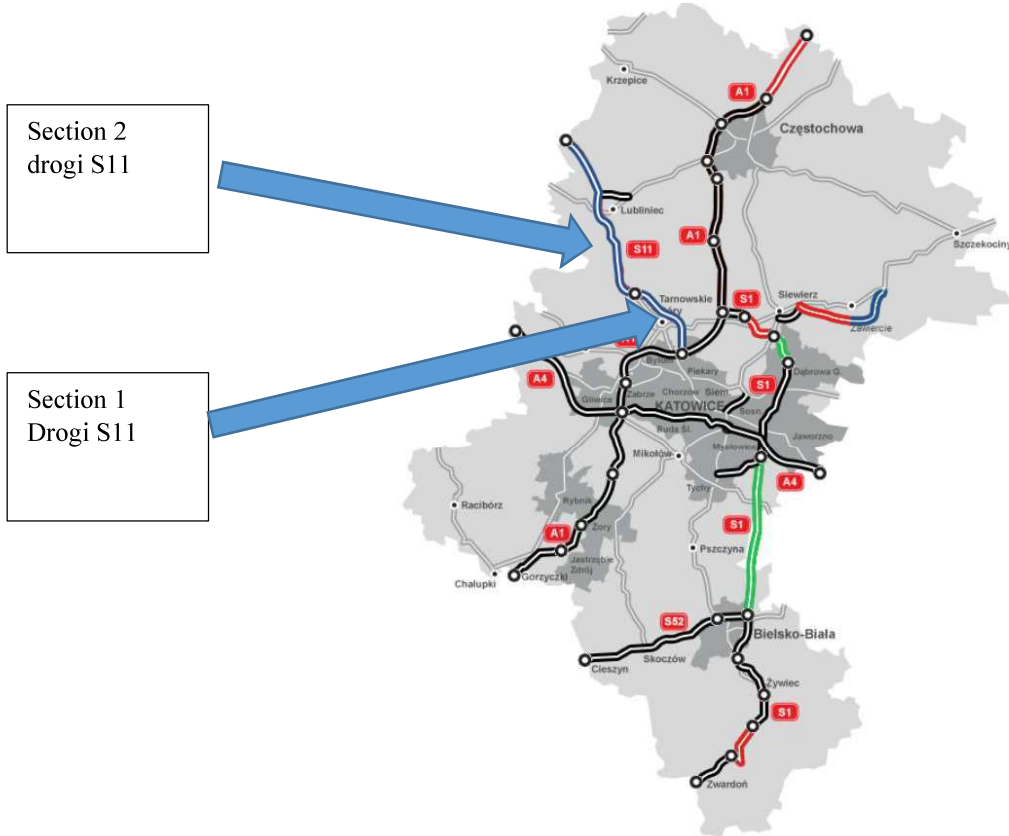 Section 2
drogi S11
Section 1
Drogi S11
Krzepice
A1
Częstochowa
Lubliniec
Szczekociny
A1
S11
Siewierz
Tarnowskie
S1
Zawiercie
Bytom
Piekary
Dąbrowa G.
A4
S1
Zabrze
Chorzów
Siem.
Gliwice
KATOWICE
Sosn.
Ruda Śl.
Jaworzno
Mysłowice
Mikołów
A4
Tychy
Racibórz
Rybnik
S1
Żory
A1
Pszczyna
Jastrzębie
Zdrój
Chałupki
Gorzyczki
S52
Bielsko-Biała
Skoczów
Cieszyn
Żywiec
S1
Zwardoń